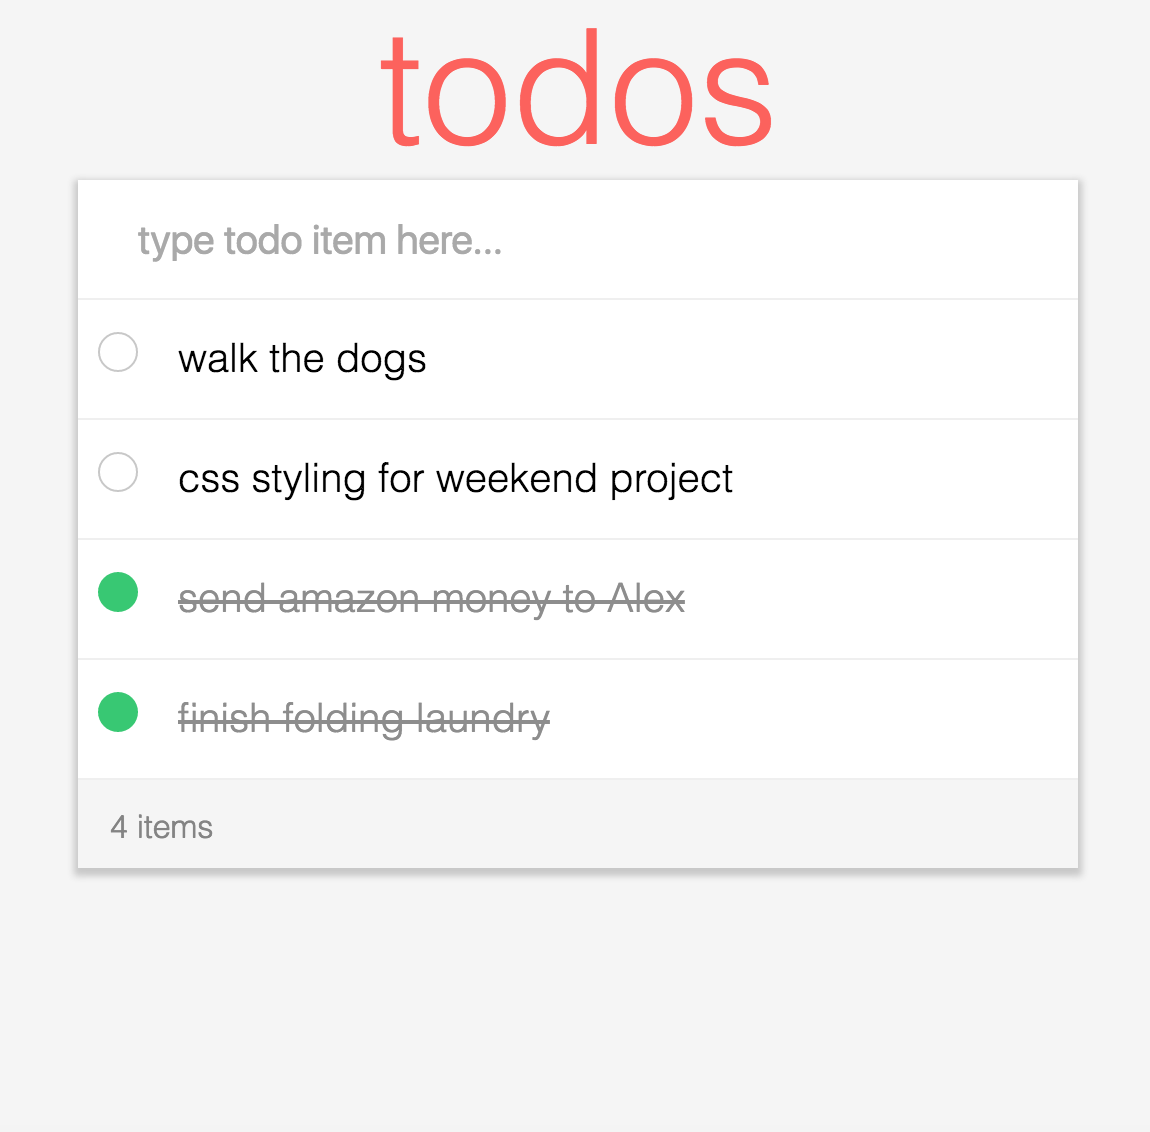 todos
type todo item here...
walk the dogs
css styling for weekend project
send amazon money to Alex
finish folding laundry
4 items